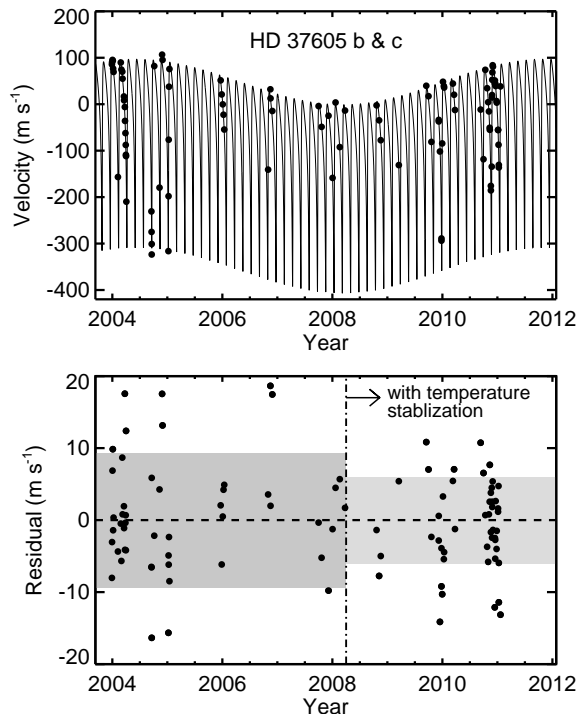 HD 37605 b & c
100
0
-100
-200
-300
-400
Velocity (m s⁻¹)
2004 2006 2008 2010 2012
Year
20
10
0
-10
-20
Residual (m s⁻¹)
with temperature
stablization
2004 2006 2008 2010 2012
Year